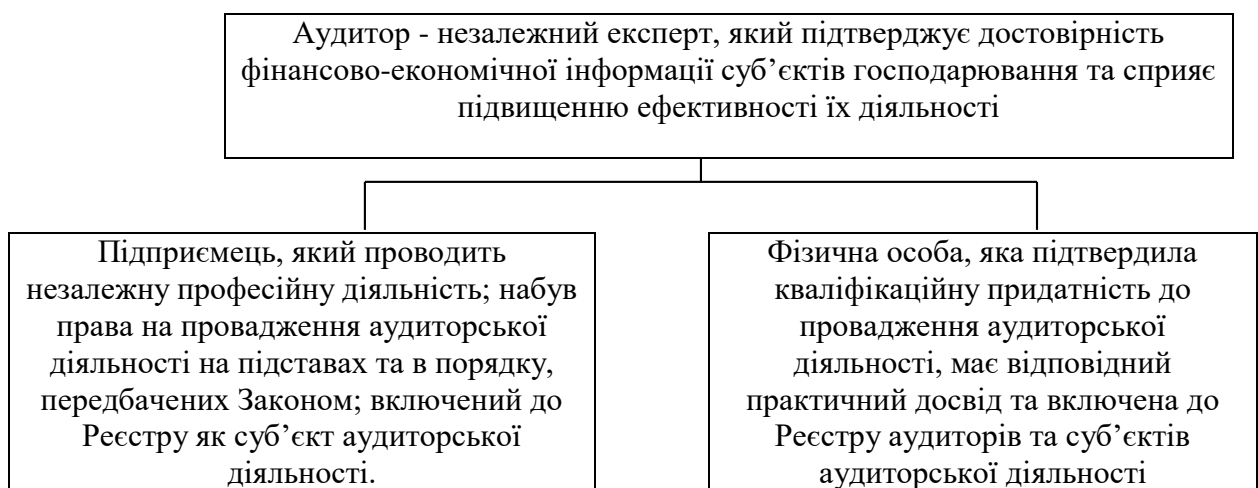 Аудитор - незалежний експерт, який підтверджує достовірність
фінансово-економічної інформації суб’єктів господарювання та сприяє
підвищенню ефективності їх діяльності
Підприємець, який проводить
незалежну професійну діяльність; набув
права на провадження аудиторської
діяльності на підставах та в порядку,
передбачених Законом; включений до
Реєстру як суб’єкт аудиторської
діяльності.
Фізична особа, яка підтвердила
кваліфікаційну придатність до
провадження аудиторської
діяльності, має відповідний
практичний досвід та включена до
Реєстру аудиторів та суб’єктів
аудиторської діяльності